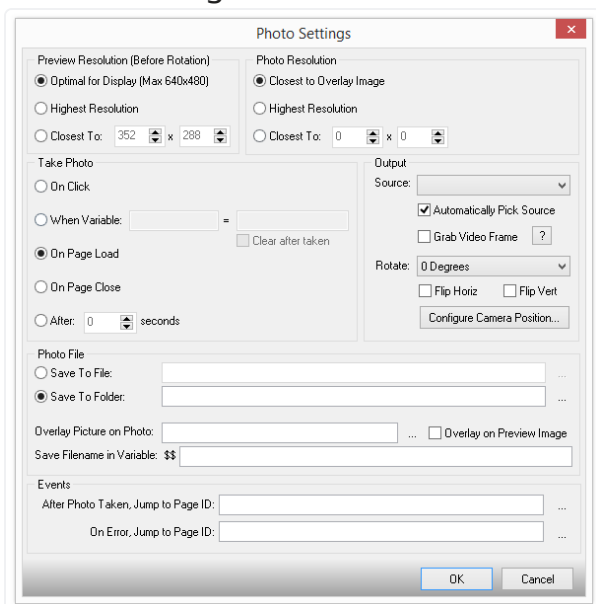 Photo Settings
Preview Resolution (Before Rotation)
Optimal for Display (Max 640x480)
Highest Resolution
Closest To: 352 x 288
Photo Resolution
Closest to Overlay Image
Highest Resolution
Closest To: 0 x 0
Take Photo
On Click
When Variable: =
Clear after taken
On Page Load
On Page Close
After: 0 seconds
Output
Source:
Automatically Pick Source
Grab Video Frame ?
Rotate: 0 Degrees
Flip Horiz Flip Vert
Configure Camera Position...
Photo File
Save To File: ...
Save To Folder: ...
Overlay Picture on Photo: ... Overlay on Preview Image
Save Filename in Variable: $$
Events
After Photo Taken, Jump to Page ID: ...
On Error, Jump to Page ID: ...
OK Cancel